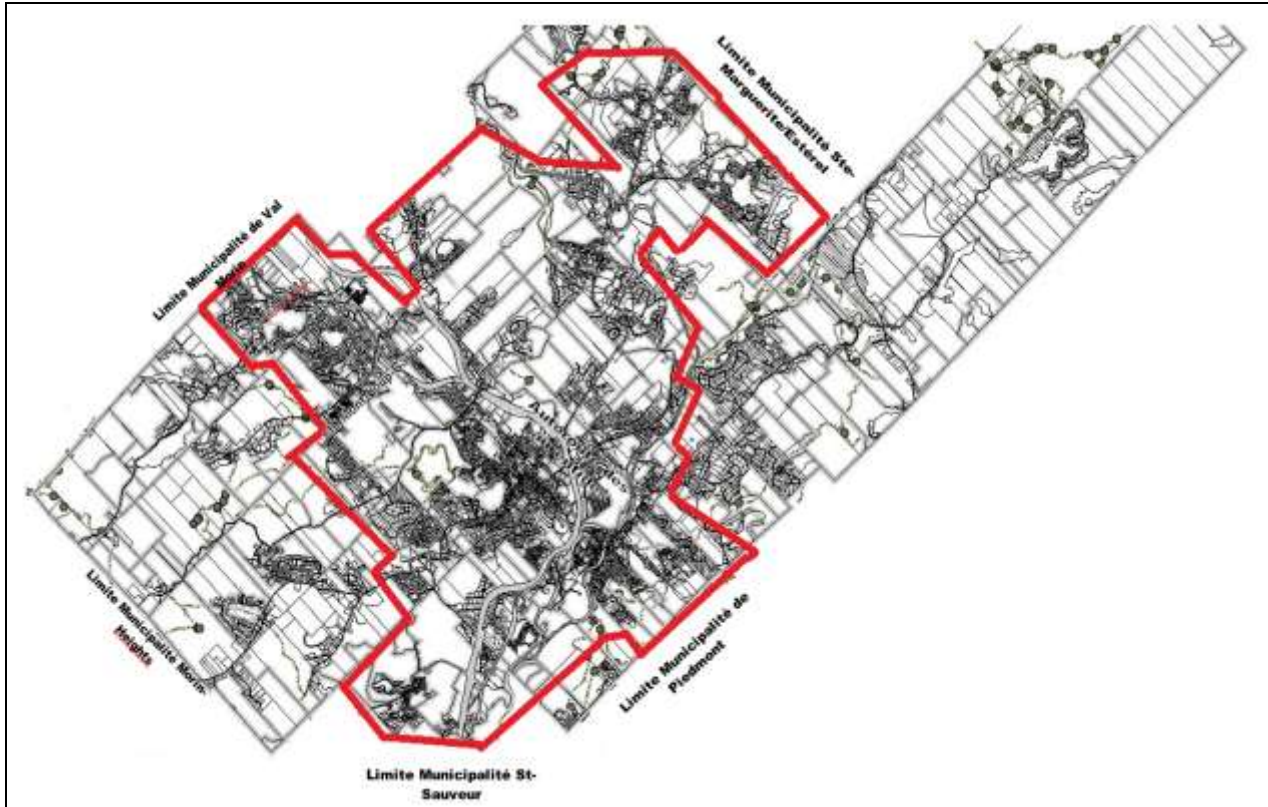 Limite Municipalité Ste-
Marguerite/Estérel
Limite Municipalité de Val
Morin
Limite Municipalité Morin-
Heights
Limite Municipalité de
Piedmont
Limite Municipalité St-
Sauveur